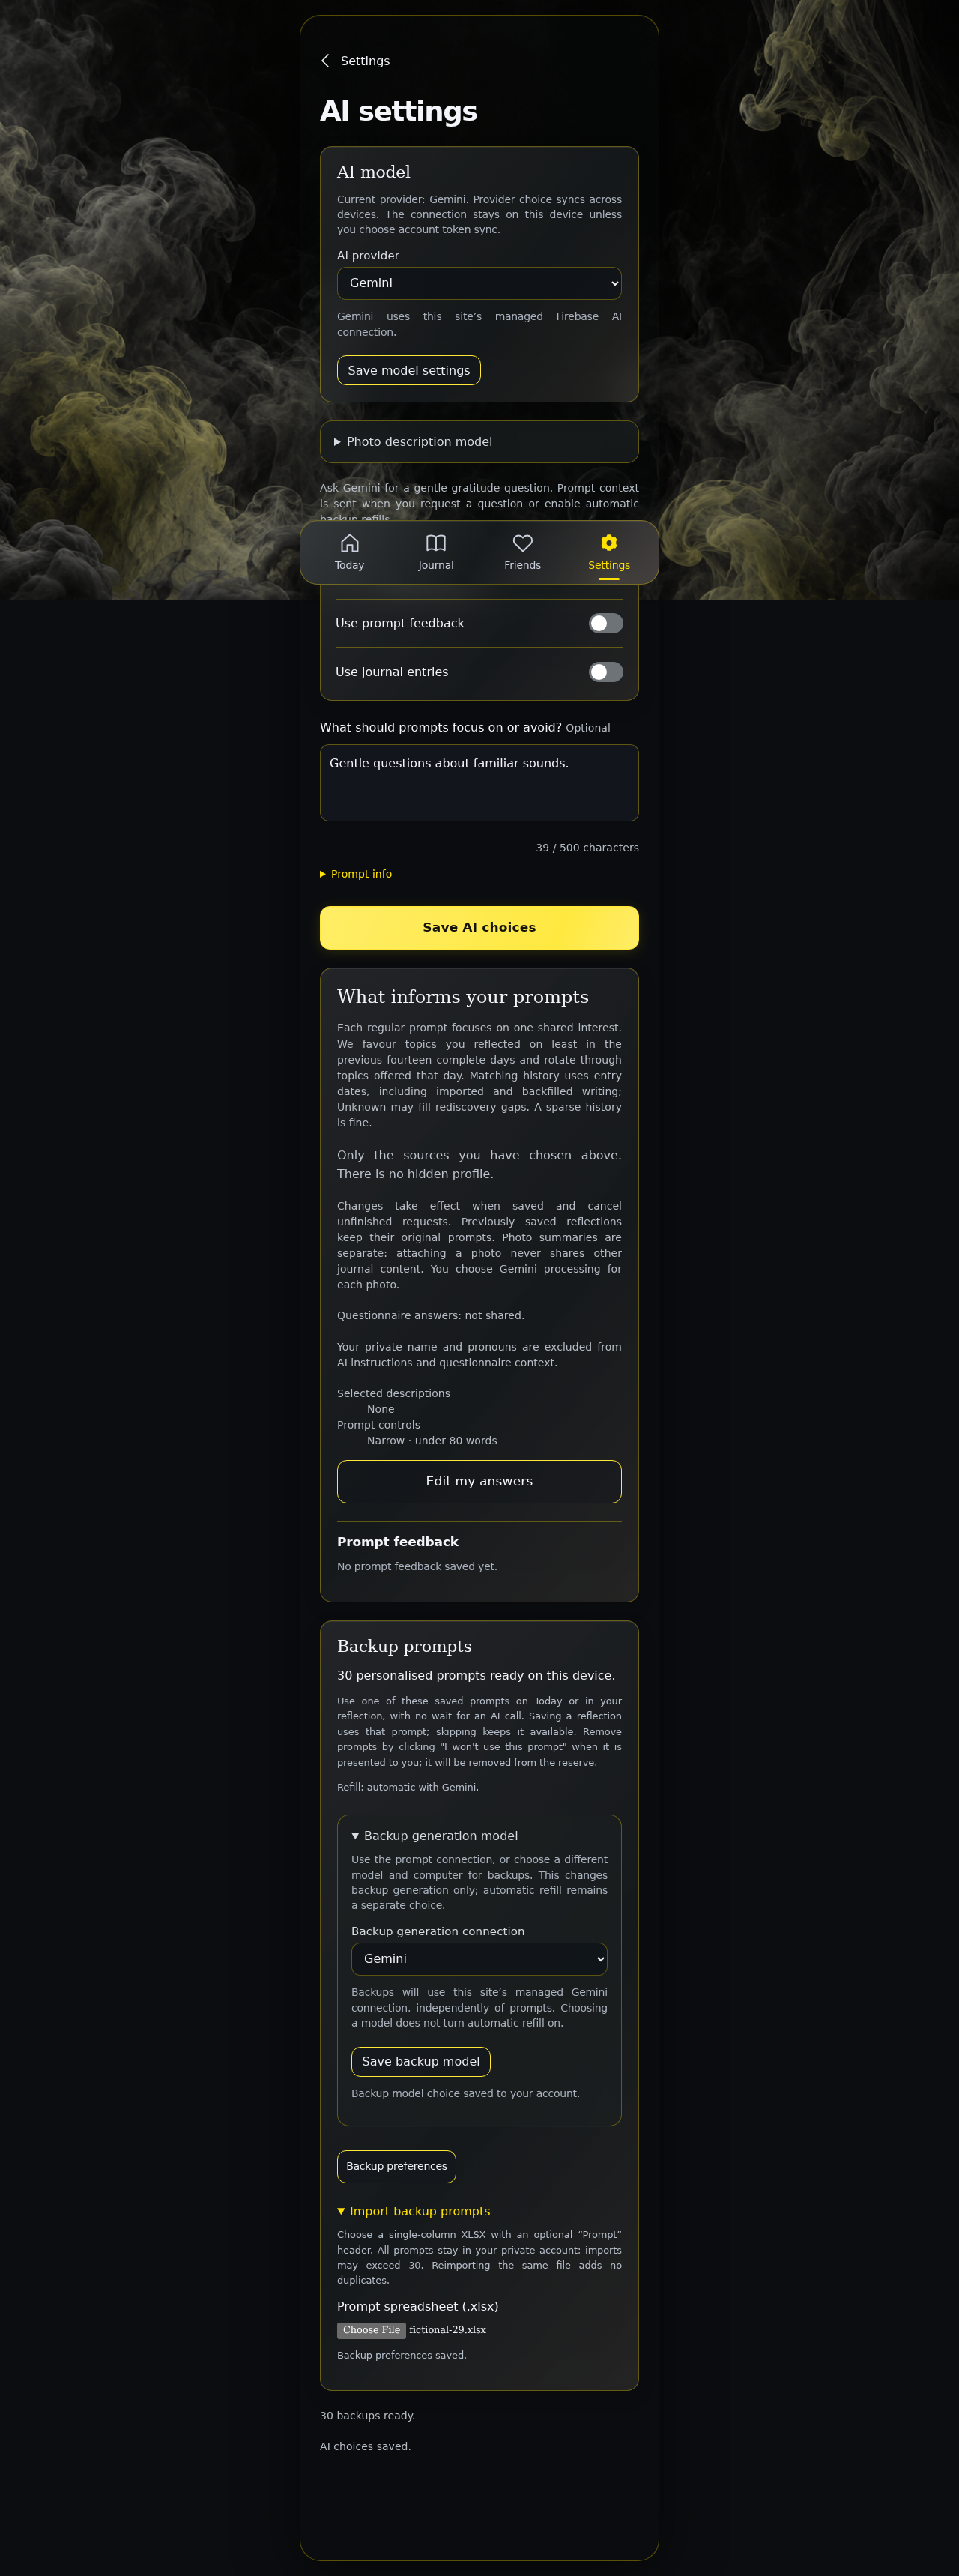 Settings
AI settings
AI model
Current provider: Gemini. Provider choice syncs across
devices. The connection stays on this device unless
you choose account token sync.
AI provider
Gemini
Gemini uses this site’s managed Firebase AI
connection.
Save model settings
Photo description model
Ask Gemini for a gentle gratitude question. Prompt context
is sent when you request a question or enable automatic
backup refills.
Today
Journal
Friends
Settings
Use prompt feedback
Use journal entries
What should prompts focus on or avoid? Optional
Gentle questions about familiar sounds.
39 / 500 characters
Prompt info
Save AI choices
What informs your prompts
Each regular prompt focuses on one shared interest.
We favour topics you reflected on least in the
previous fourteen complete days and rotate through
topics offered that day. Matching history uses entry
dates, including imported and backfilled writing;
Unknown may fill rediscovery gaps. A sparse history
is fine.
Only the sources you have chosen above.
There is no hidden profile.
Changes take effect when saved and cancel
unfinished requests. Previously saved reflections
keep their original prompts. Photo summaries are
separate: attaching a photo never shares other
journal content. You choose Gemini processing for
each photo.
Questionnaire answers: not shared.
Your private name and pronouns are excluded from
AI instructions and questionnaire context.
Selected descriptions
None
Prompt controls
Narrow · under 80 words
Edit my answers
Prompt feedback
No prompt feedback saved yet.
Backup prompts
30 personalised prompts ready on this device.
Use one of these saved prompts on Today or in your
reflection, with no wait for an AI call. Saving a reflection
uses that prompt; skipping keeps it available. Remove
prompts by clicking "I won't use this prompt" when it is
presented to you; it will be removed from the reserve.
Refill: automatic with Gemini.
Backup generation model
Use the prompt connection, or choose a different
model and computer for backups. This changes
backup generation only; automatic refill remains
a separate choice.
Backup generation connection
Gemini
Backups will use this site’s managed Gemini
connection, independently of prompts. Choosing
a model does not turn automatic refill on.
Save backup model
Backup model choice saved to your account.
Backup preferences
Import backup prompts
Choose a single-column XLSX with an optional “Prompt”
header. All prompts stay in your private account; imports
may exceed 30. Reimporting the same file adds no
duplicates.
Prompt spreadsheet (.xlsx)
Choose File fictional-29.xlsx
Backup preferences saved.
30 backups ready.
AI choices saved.